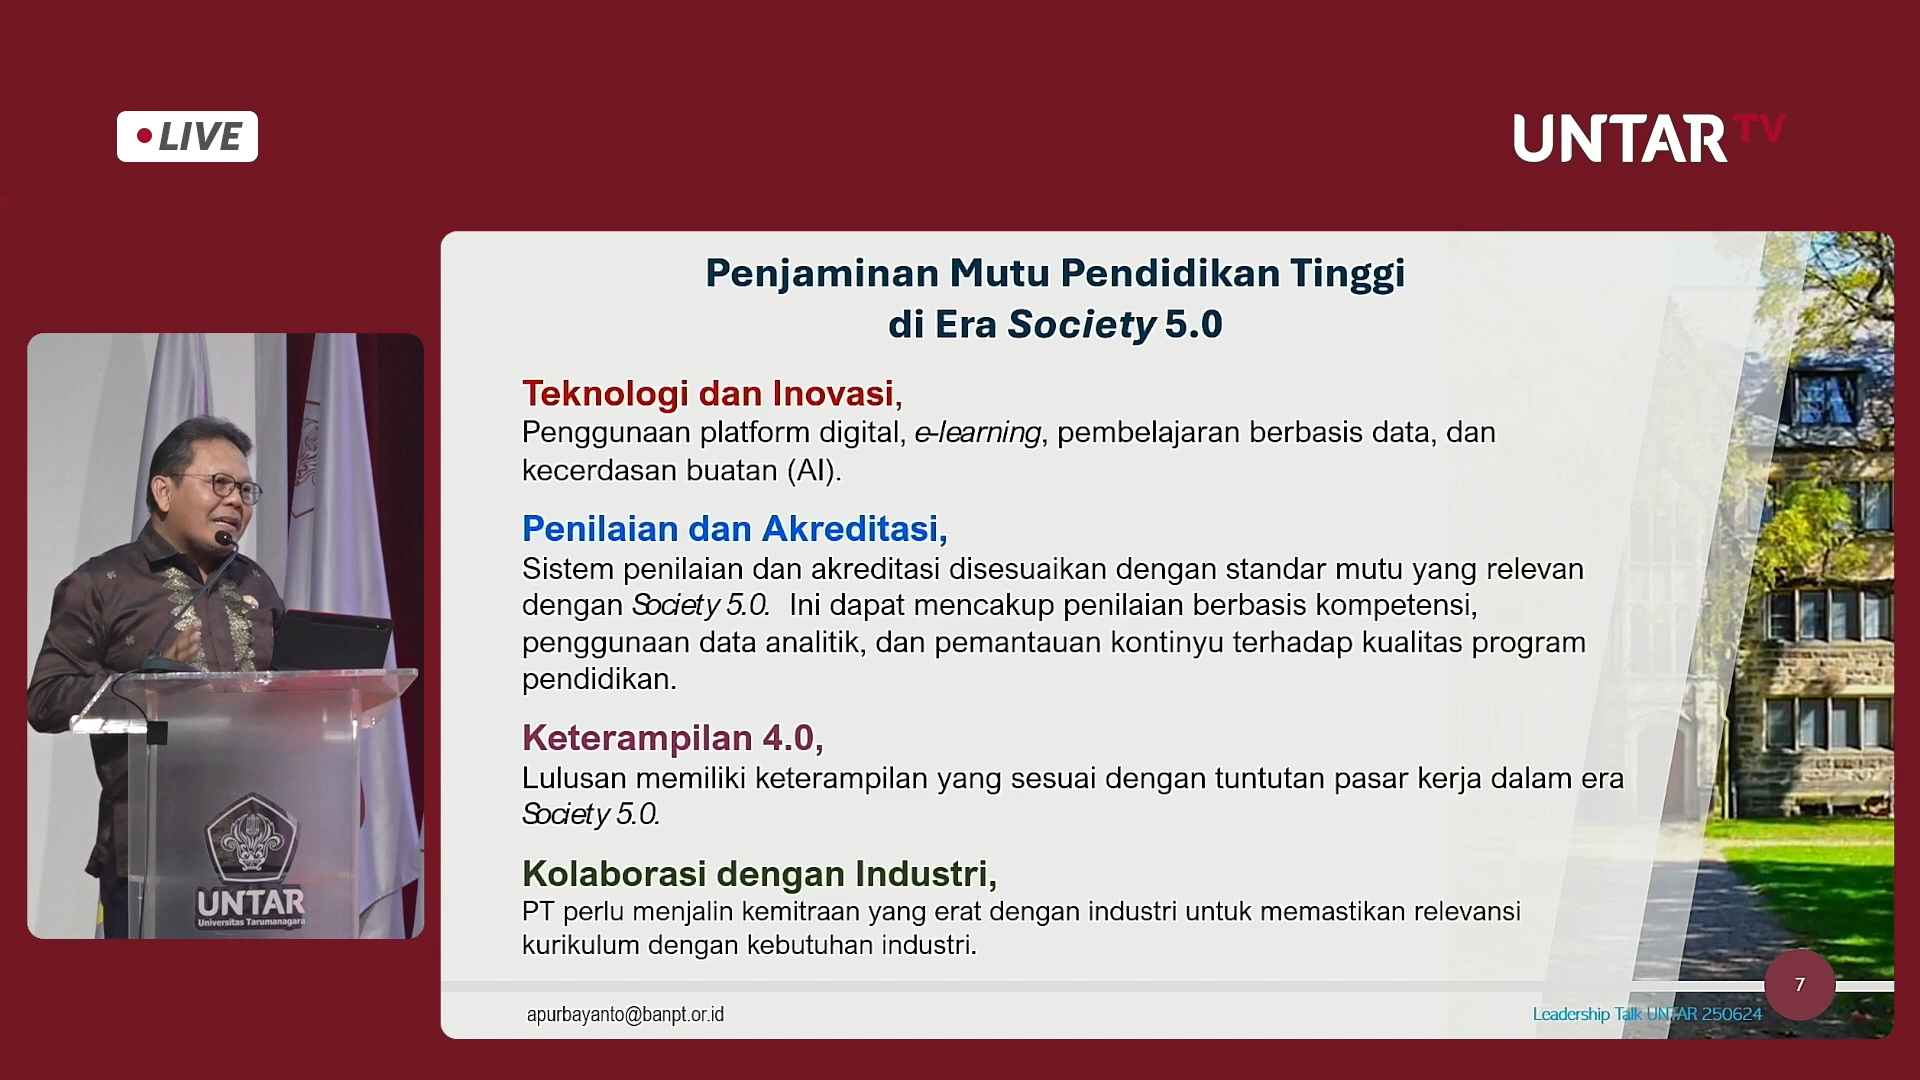 LIVE
UNTAR TV
Penjaminan Mutu Pendidikan Tinggi
di Era Society 5.0
Teknologi dan Inovasi,
Penggunaan platform digital, e-learning, pembelajaran berbasis data, dan
kecerdasan buatan (AI).
Penilaian dan Akreditasi,
Sistem penilaian dan akreditasi disesuaikan dengan standar mutu yang relevan
dengan Society 5.0. Ini dapat mencakup penilaian berbasis kompetensi,
penggunaan data analitik, dan pemantauan kontinyu terhadap kualitas program
pendidikan.
Keterampilan 4.0,
Lulusan memiliki keterampilan yang sesuai dengan tuntutan pasar kerja dalam era
Society 5.0.
Kolaborasi dengan Industri,
PT perlu menjalin kemitraan yang erat dengan industri untuk memastikan relevansi
kurikulum dengan kebutuhan industri.
apurbayanto@banpt.or.id
Leadership Talk UNTAR 250624
7
UNTAR
Universitas Tarumanagara